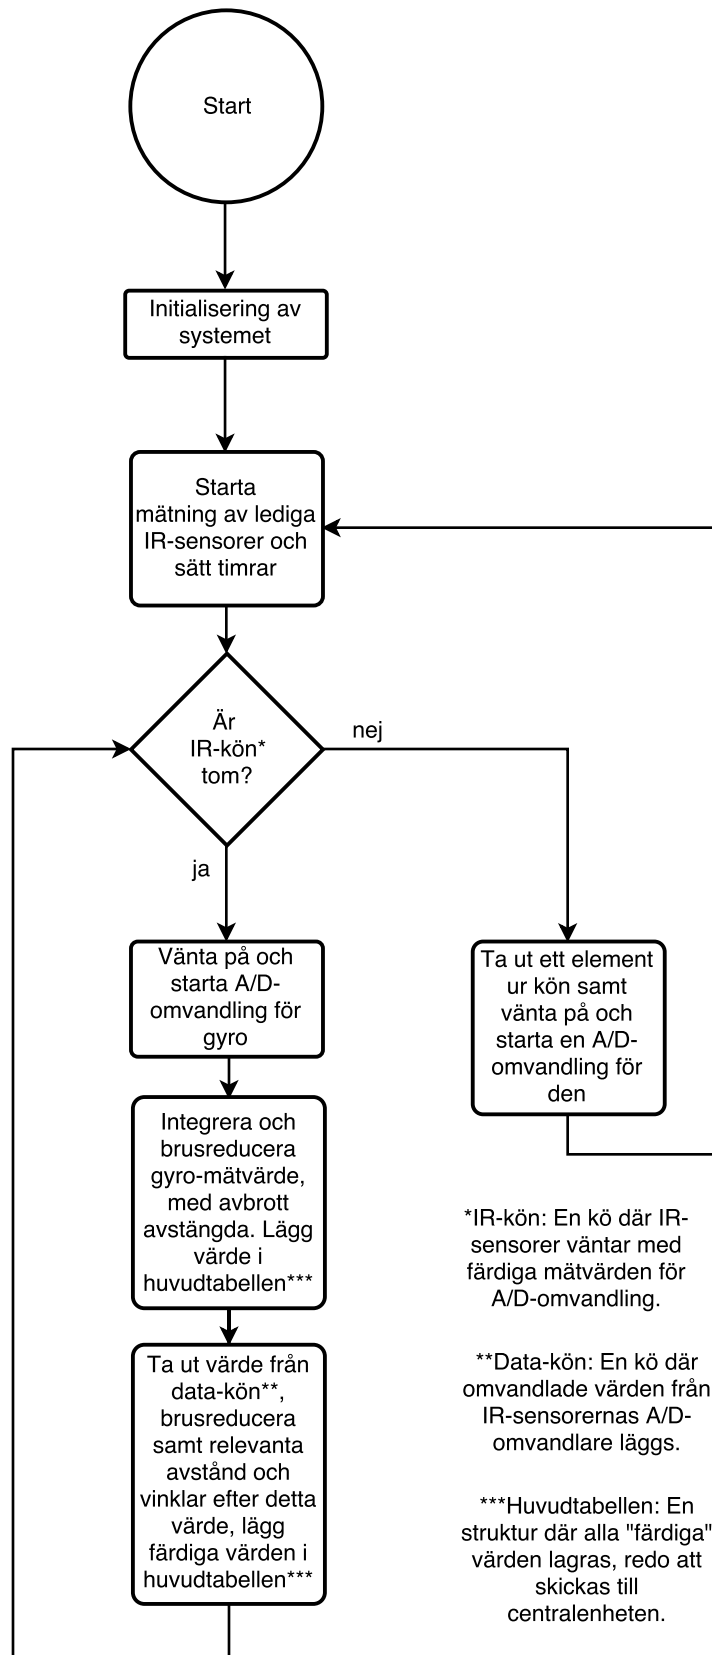 Start
Initialisering av
systemet
Starta
mätning av lediga
IR-sensorer och
sätt timrar
Är
IR-kön*
tom?
nej
ja
Vänta på och
starta A/D-
omvandling för
gyro
Ta ut ett element
ur kön samt
vänta på och
starta en A/D-
omvandling för
den
Integrera och
brusreducera
gyro-mätvärde,
med avbrott
avstängda. Lägg
värde i
huvudtabellen***
Ta ut värde från
data-kön**,
brusreducera
samt relevanta
avstånd och
vinklar efter detta
värde, lägg
färdiga värden i
huvudtabellen***
*IR-kön: En kö där IR-
sensorer väntar med
färdiga mätvärden för
A/D-omvandling.
**Data-kön: En kö där
omvandlade värden från
IR-sensorernas A/D-
omvandlare läggs.
***Huvudtabellen: En
struktur där alla "färdiga"
värden lagras, redo att
skickas till
centralenheten.